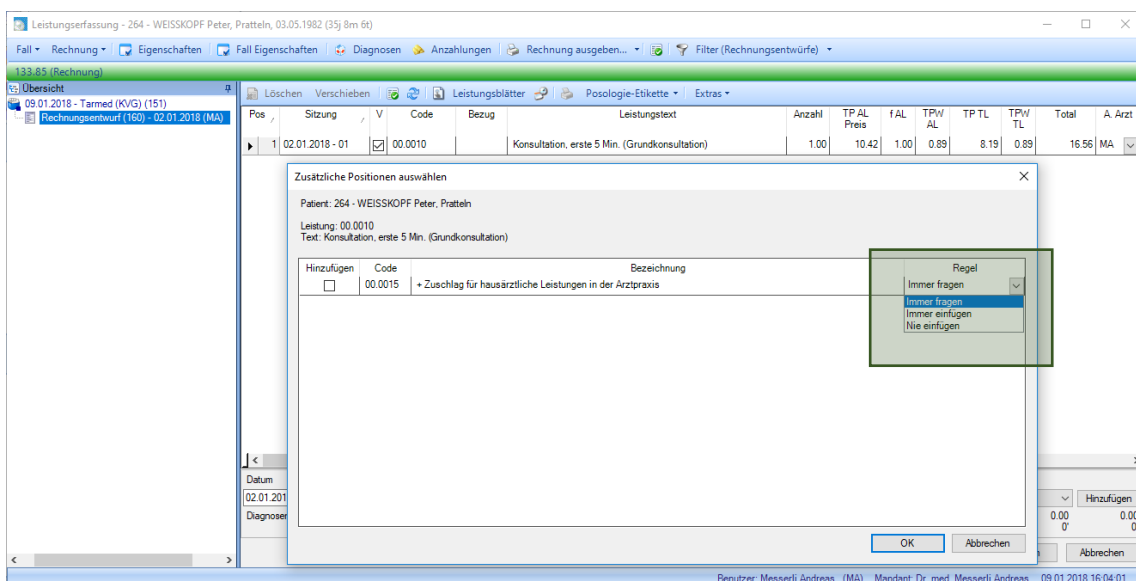 Leistungserfassung - 264 - WEISSKOPF Peter, Pratteln, 03.05.1982 (35j 8m 6t)
Fall Rechnung Eigenschaften Fall Eigenschaften Diagnosen Anzahlungen Rechnung ausgeben... Filter (Rechnungsentwürfe)
133.85 (Rechnung)
Übersicht
09.01.2018 - Tarmed (KVG) (151)
Rechnungsentwurf (160) - 02.01.2018 (MA)
Löschen Verschieben Leistungsblätter Posologie-Etikette Extras
Pos Sitzung V Code Bezug Leistungstext Anzahl TP AL Preis f AL TPW AL TP TL TPW TL Total A. Arzt
1 02.01.2018 - 01 00.0010 Konsultation, erste 5 Min. (Grundkonsultation) 1.00 10.42 1.00 0.89 8.19 0.89 16.56 MA
Zusätzliche Positionen auswählen
Patient: 264 - WEISSKOPF Peter, Pratteln
Leistung: 00.0010
Text: Konsultation, erste 5 Min. (Grundkonsultation)
Hinzufügen Code Bezeichnung Regel
00.0015 + Zuschlag für hausärztliche Leistungen in der Arztpraxis Immer fragen
Immer fragen
Immer einfügen
Nie einfügen
OK Abbrechen
Datum
02.01.201
Hinzufügen
Diagnosen
0.00 0.00
0' 0
Abbrechen
Benutzer: Messerli Andreas (MA) Mandant: Dr. med. Messerli Andreas 09.01.2018 16:04:01